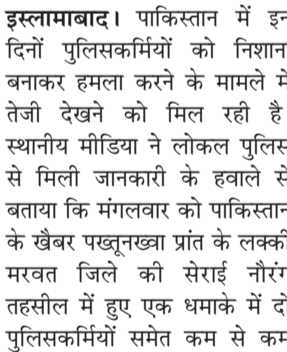 इस्लामाबाद। पाकिस्तान में इन
दिनों पुलिसकर्मियों को निशान
बनाकर हमला करने के मामले में
तेजी देखने को मिल रही है
स्थानीय मीडिया ने लोकल पुलिस
से मिली जानकारी के हवाले से
बताया कि मंगलवार को पाकिस्तान
के खैबर पख्तूनख्वा प्रांत के लक्की
मरवत जिले की सेराई नौरंग
तहसील में हुए एक धमाके में दो
पुलिसकर्मियों समेत कम से कम